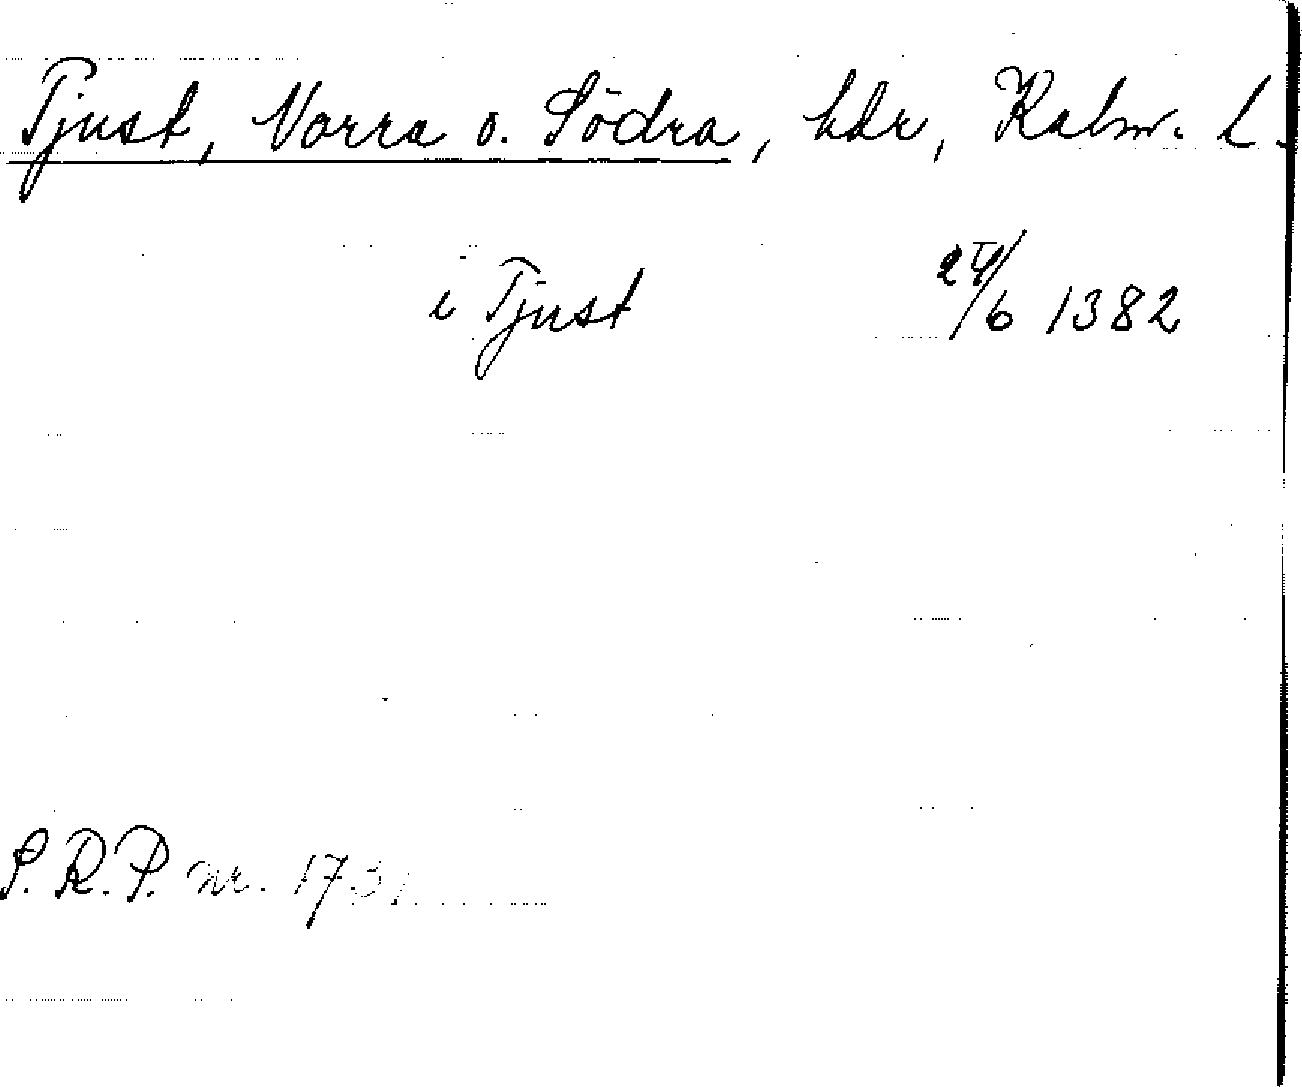 Tjust, Norra o. Södra, hdr, Kalm. l.
i Tjust 24/6 1382
S.R.P. nr. 1731